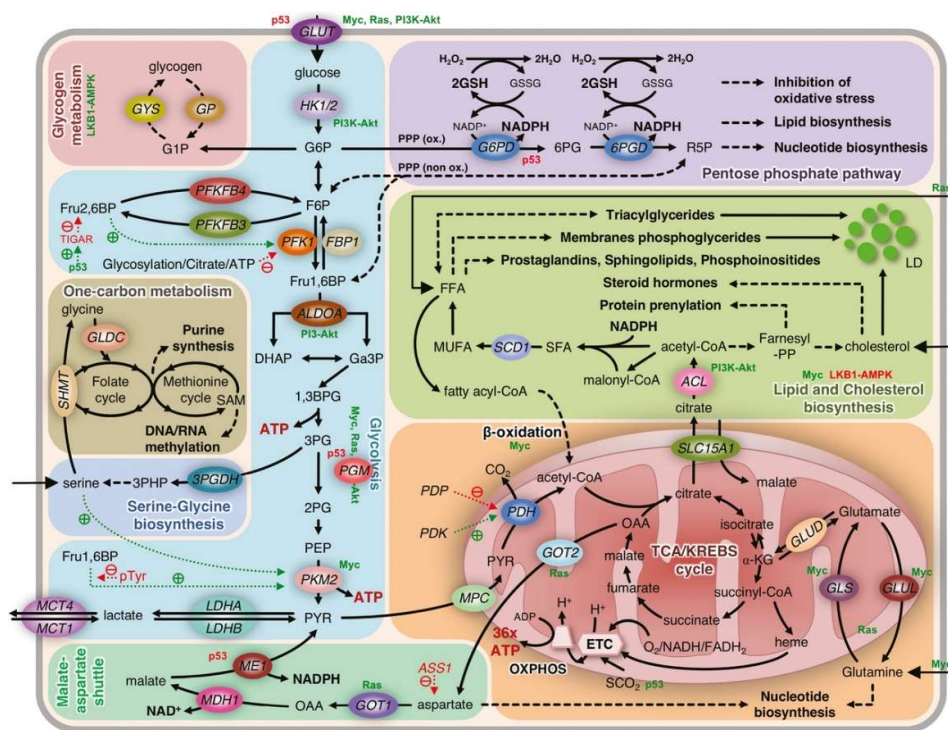 p53
Myc, Ras, PI3K-Akt
GLUT
glucose
HK1/2
PI3K-Akt
G6P
Glycogen
metabolism
LKB1-AMPK
glycogen
GYS
GP
G1P
H2O2
2H2O
H2O2
2H2O
2GSH
GSSG
2GSH
GSSG
NADP+
NADPH
NADP+
NADPH
PPP (ox.)
G6PD
p53
6PG
6PGD
R5P
PPP (non ox.)
Inhibition of
oxidative stress
Lipid biosynthesis
Nucleotide biosynthesis
Pentose phosphate pathway
Fru2,6BP
PFKFB4
PFKFB3
F6P
TIGAR
p53
PFK1
FBP1
Glycosylation/Citrate/ATP
Fru1,6BP
ALDOA
PI3-Akt
DHAP
Ga3P
1,3BPG
ATP
3PG
Myc, Ras,
p53
PGM
-Akt
Glycolysis
2PG
PEP
PKM2
Myc
ATP
PYR
One-carbon metabolism
glycine
GLDC
SHMT
Purine
synthesis
Folate
cycle
Methionine
cycle
SAM
DNA/RNA
methylation
serine
3PHP
3PGDH
Serine-Glycine
biosynthesis
Fru1,6BP
pTyr
MCT4
MCT1
lactate
LDHA
LDHB
Malate-
aspartate
shuttle
p53
ME1
malate
NADPH
MDH1
NAD+
OAA
Ras
GOT1
ASS1
aspartate
Nucleotide
biosynthesis
Ras
Triacylglycerides
Membranes phosphoglycerides
Prostaglandins, Sphingolipids, Phosphoinositides
Steroid hormones
Protein prenylation
LD
FFA
MUFA
SCD1
SFA
NADPH
malonyl-CoA
acetyl-CoA
Farnesyl
-PP
cholesterol
PI3K-Akt
ACL
Myc LKB1-AMPK
Lipid and Cholesterol
biosynthesis
fatty acyl-CoA
citrate
β-oxidation
Myc
SLC15A1
CO2
acetyl-CoA
citrate
malate
PDP
PDK
PDH
OAA
isocitrate
GLUD
Glutamate
PYR
GOT2
Ras
TCA/KREBS
cycle
malate
α-KG
Myc
GLS
Myc
GLUL
MPC
fumarate
succinyl-CoA
succinate
Ras
ADP
H+
H+
36x
ATP
ETC
O2/NADH/FADH2
heme
OXPHOS
SCO2 p53
Glutamine
Myc